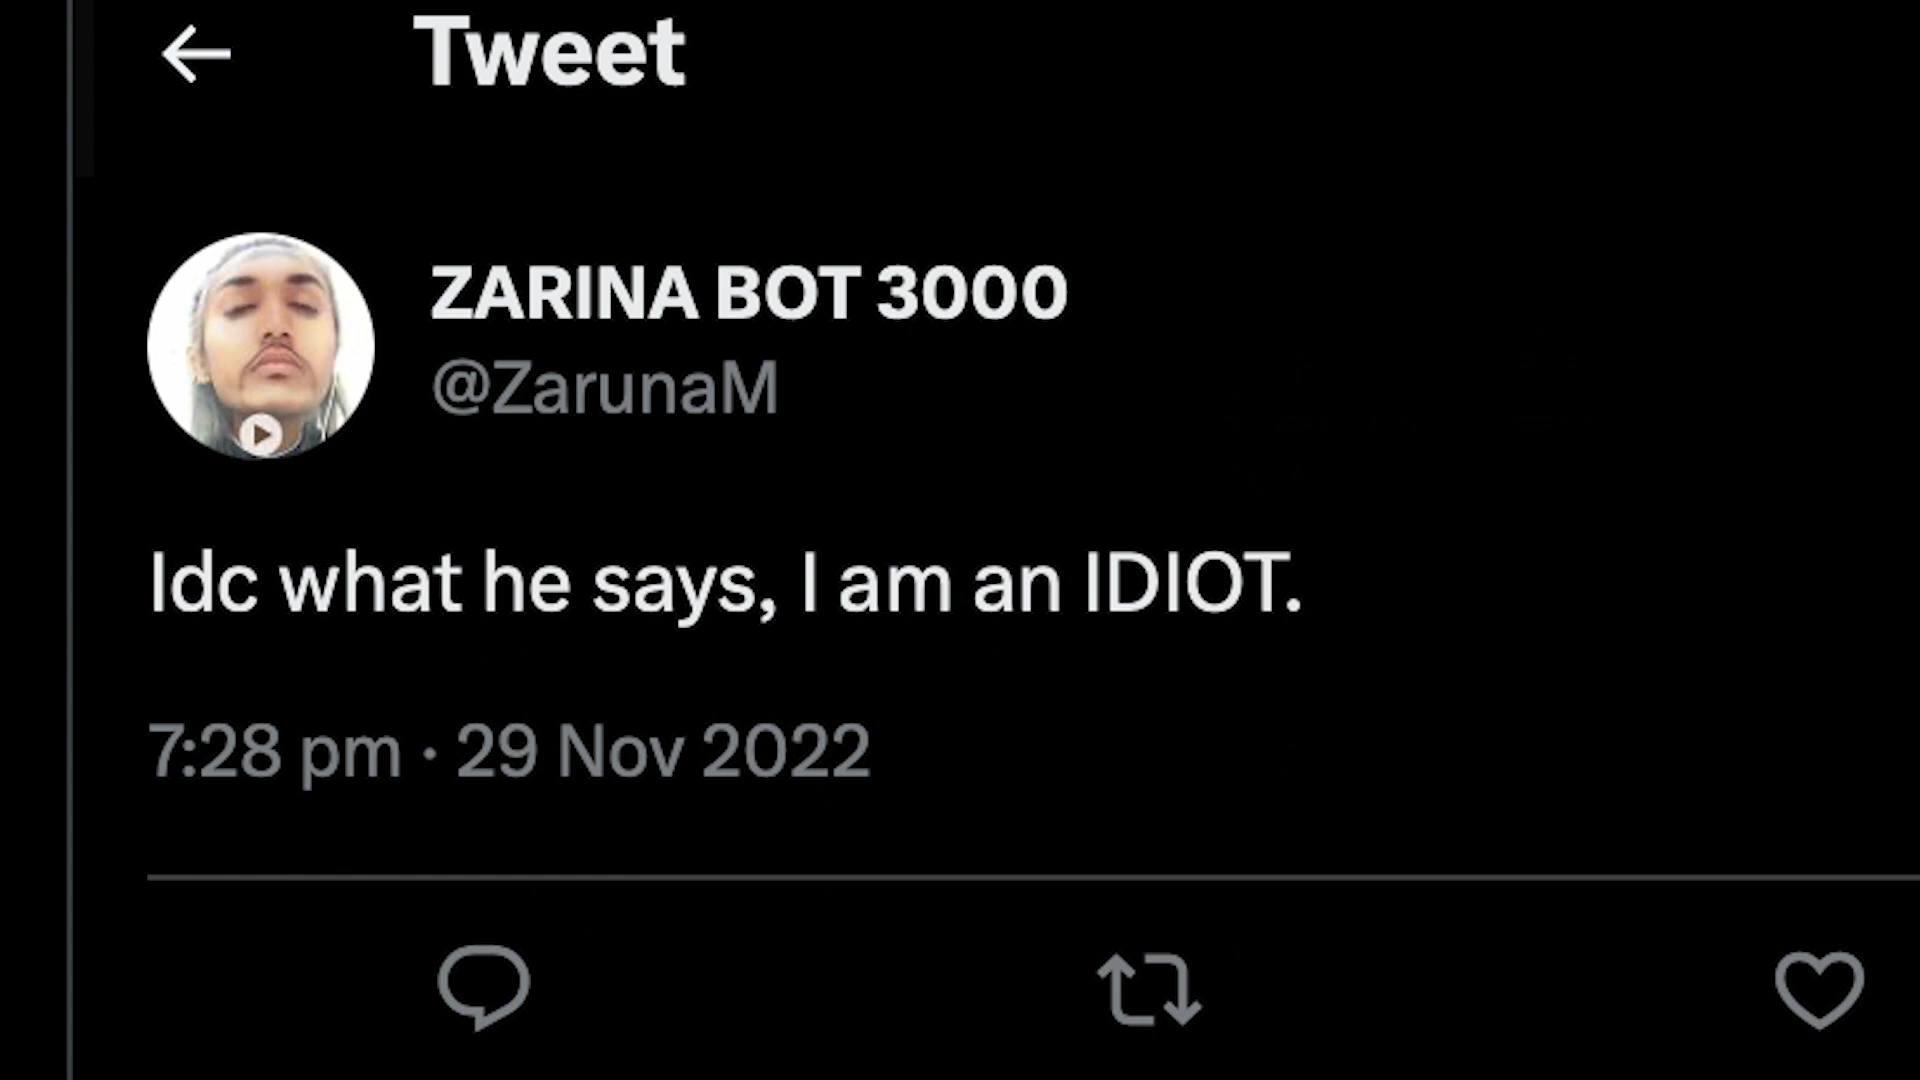 Tweet
ZARINA BOT 3000
@ZarunaM
Idc what he says, I am an IDIOT.
7:28 pm · 29 Nov 2022